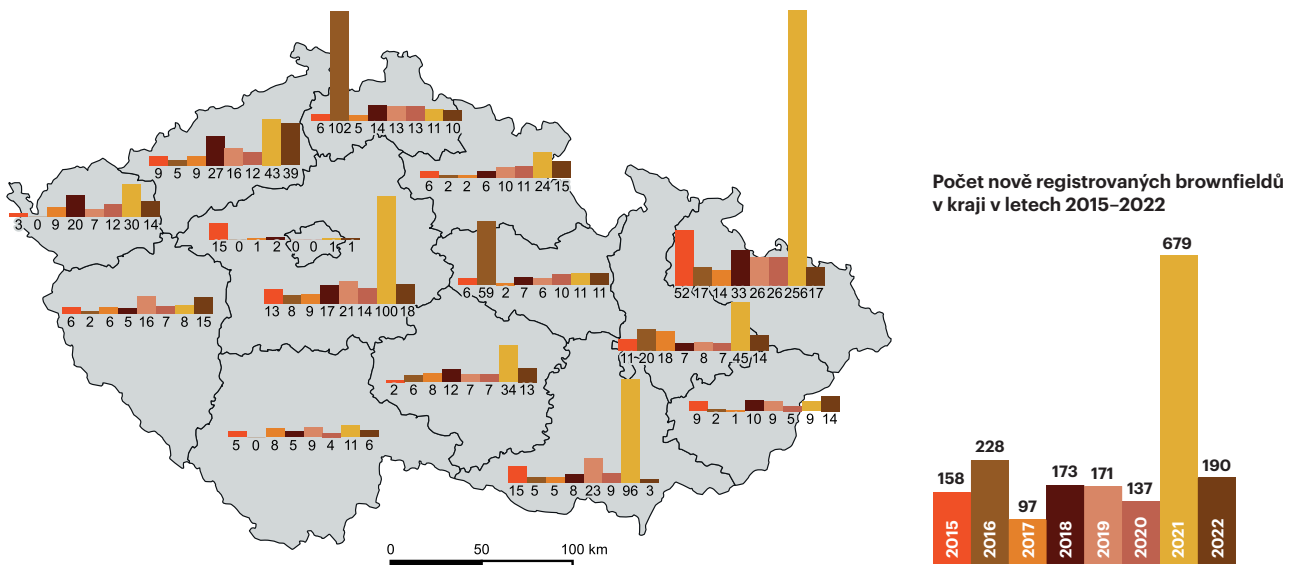 6 102 5 14 13 13 11 10
9 5 9 27 16 12 43 39
6 2 2 6 10 11 24 15
3 0 9 20 7 12 30 14
15 0 1 2 0 0 1 1
52 17 14 33 26 26 256 17
6 59 2 7 6 10 11 11
13 8 9 17 21 14 100 18
6 2 6 5 16 7 8 15
11 20 18 7 8 7 45 14
2 6 8 12 7 7 34 13
9 2 1 10 9 5 9 14
5 0 8 5 9 4 11 6
15 5 5 8 23 9 96 3
0 50 100 km
Počet nově registrovaných brownfieldů
v kraji v letech 2015–2022
679
228
158 173 171 137 190
97
2015 2016 2017 2018 2019 2020 2021 2022